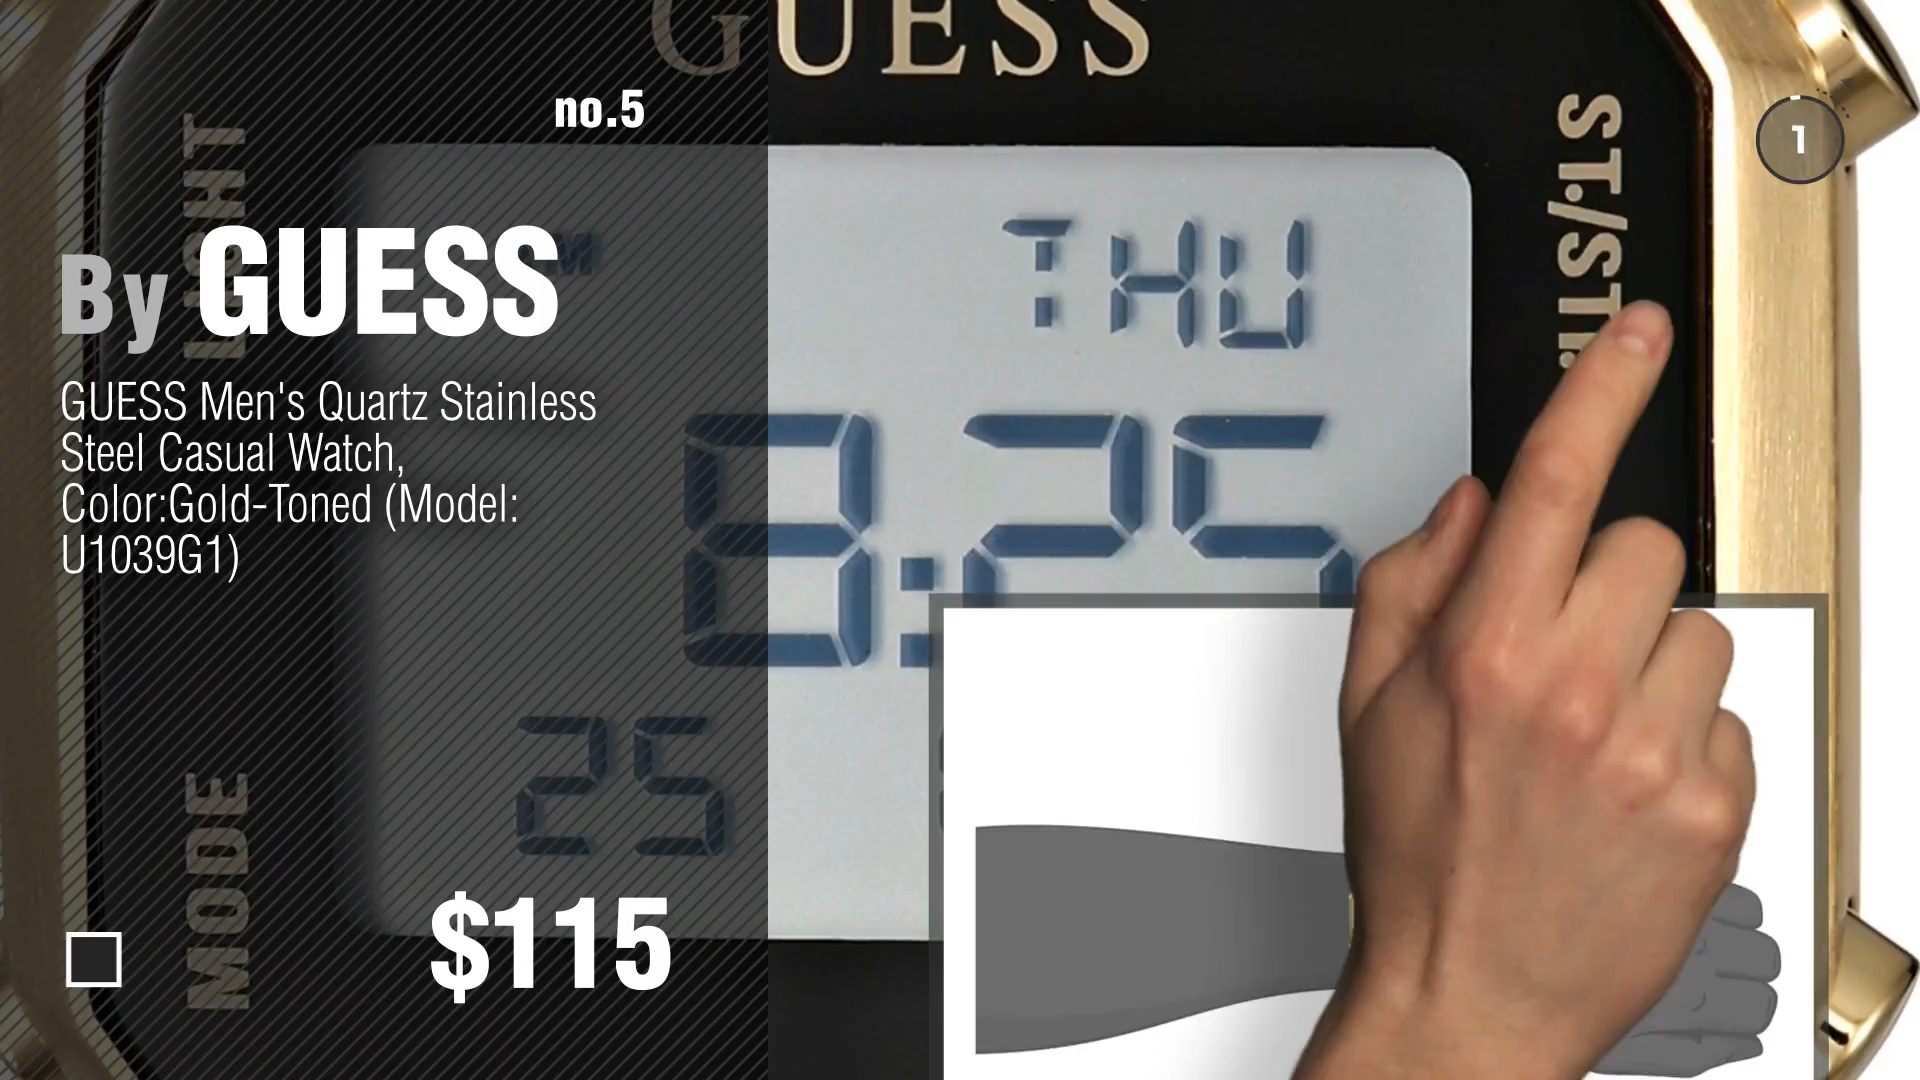 GUESS
no.5
1
LIGHT
ST./STR.
By GUESS
THU
GUESS Men's Quartz Stainless
Steel Casual Watch,
Color:Gold-Toned (Model:
U1039G1)
8:25
25
MODE
$115